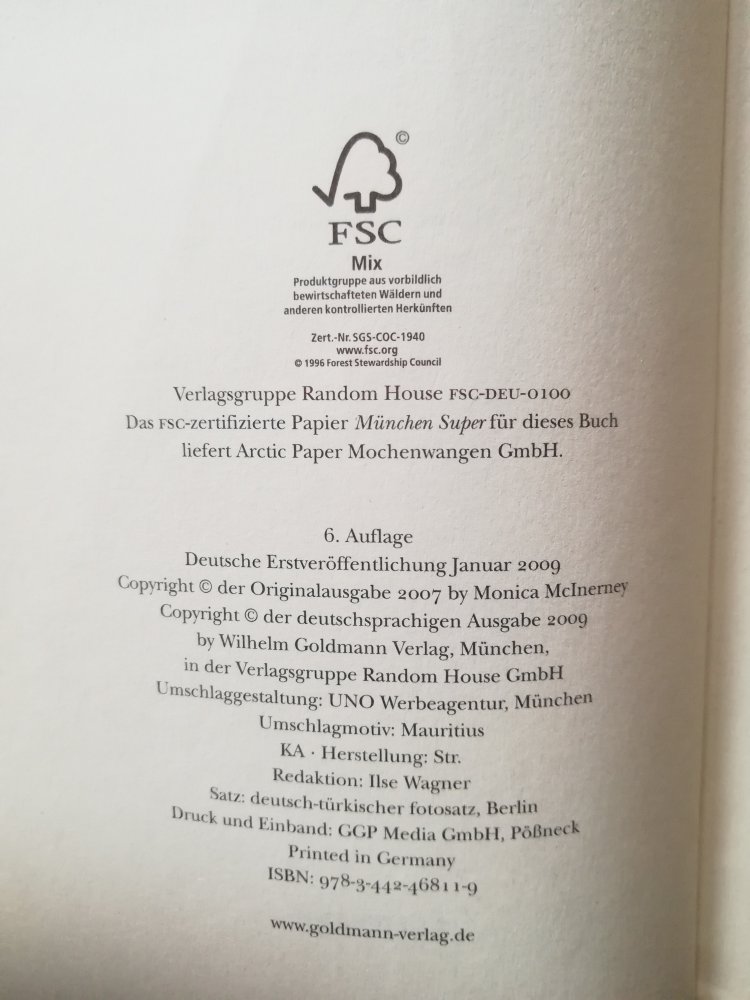 ©
FSC
Mix
Produktgruppe aus vorbildlich
bewirtschafteten Wäldern und
anderen kontrollierten Herkünften
Zert.-Nr. SGS-COC-1940
www.fsc.org
© 1996 Forest Stewardship Council
Verlagsgruppe Random House FSC-DEU-0100
Das FSC-zertifizierte Papier München Super für dieses Buch
liefert Arctic Paper Mochenwangen GmbH.
6. Auflage
Deutsche Erstveröffentlichung Januar 2009
Copyright © der Originalausgabe 2007 by Monica McInerney
Copyright © der deutschsprachigen Ausgabe 2009
by Wilhelm Goldmann Verlag, München,
in der Verlagsgruppe Random House GmbH
Umschlaggestaltung: UNO Werbeagentur, München
Umschlagmotiv: Mauritius
KA · Herstellung: Str.
Redaktion: Ilse Wagner
Satz: deutsch-türkischer fotosatz, Berlin
Druck und Einband: GGP Media GmbH, Pößneck
Printed in Germany
ISBN: 978-3-442-46811-9
www.goldmann-verlag.de